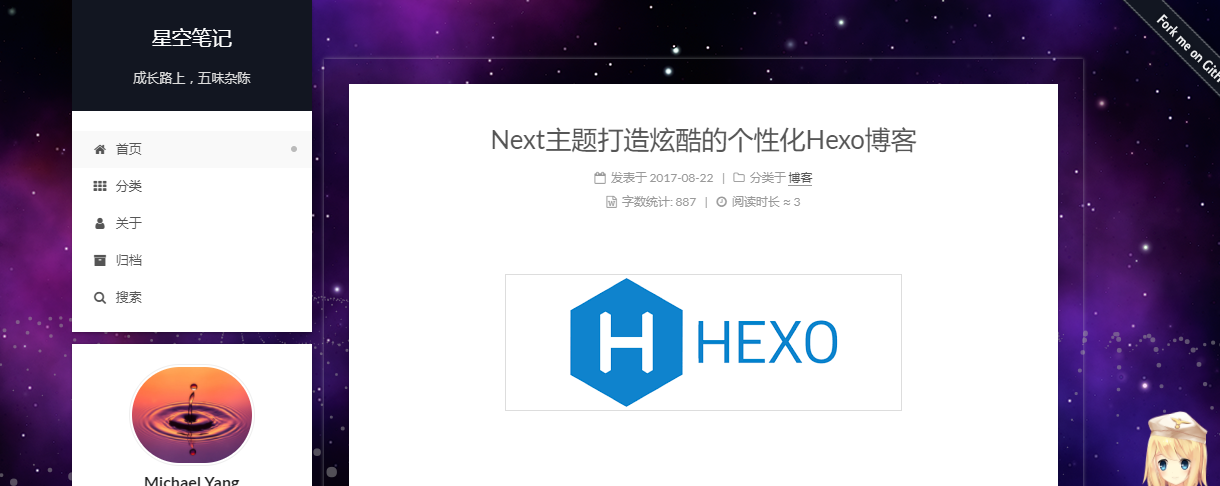 星空笔记
成长路上，五味杂陈
首页
分类
关于
归档
搜索
Michael Yang
Fork me on GitH
Next主题打造炫酷的个性化Hexo博客
发表于 2017-08-22 | 分类于 博客
字数统计: 887 | 阅读时长 ≈ 3
HEXO